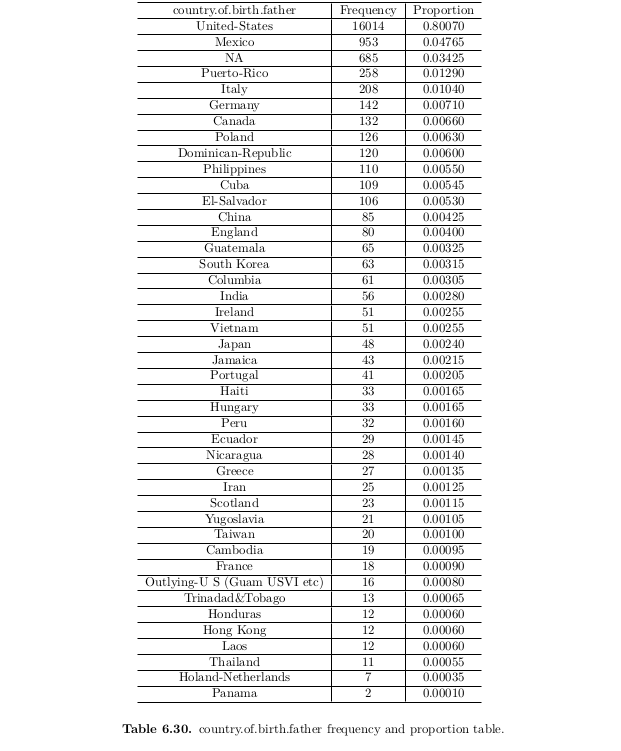 country.of.birth.father Frequency Proportion
United-States 16014 0.80070
Mexico 953 0.04765
NA 685 0.03425
Puerto-Rico 258 0.01290
Italy 208 0.01040
Germany 142 0.00710
Canada 132 0.00660
Poland 126 0.00630
Dominican-Republic 120 0.00600
Philippines 110 0.00550
Cuba 109 0.00545
El-Salvador 106 0.00530
China 85 0.00425
England 80 0.00400
Guatemala 65 0.00325
South Korea 63 0.00315
Columbia 61 0.00305
India 56 0.00280
Ireland 51 0.00255
Vietnam 51 0.00255
Japan 48 0.00240
Jamaica 43 0.00215
Portugal 41 0.00205
Haiti 33 0.00165
Hungary 33 0.00165
Peru 32 0.00160
Ecuador 29 0.00145
Nicaragua 28 0.00140
Greece 27 0.00135
Iran 25 0.00125
Scotland 23 0.00115
Yugoslavia 21 0.00105
Taiwan 20 0.00100
Cambodia 19 0.00095
France 18 0.00090
Outlying-U S (Guam USVI etc) 16 0.00080
Trinadad&Tobago 13 0.00065
Honduras 12 0.00060
Hong Kong 12 0.00060
Laos 12 0.00060
Thailand 11 0.00055
Holand-Netherlands 7 0.00035
Panama 2 0.00010
Table 6.30. country.of.birth.father frequency and proportion table.